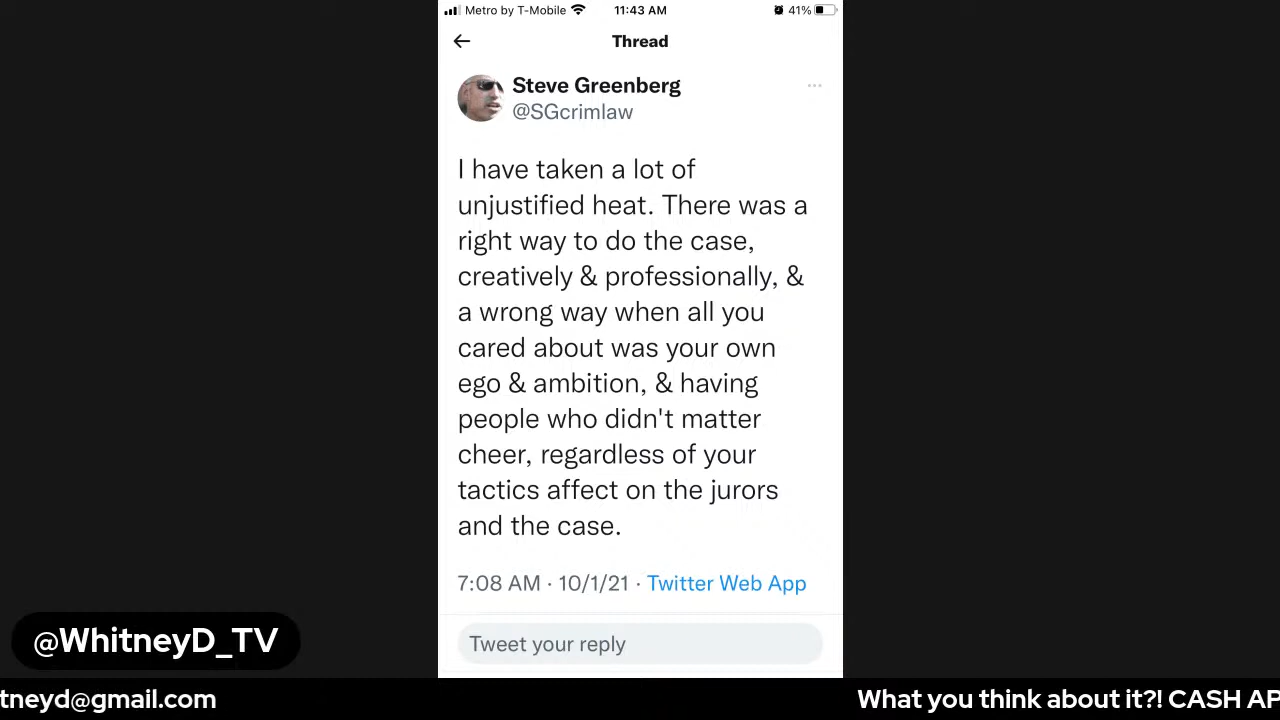 Metro by T-Mobile 11:43 AM 41%
Thread
Steve Greenberg
@SGcrimlaw
I have taken a lot of
unjustified heat. There was a
right way to do the case,
creatively & professionally, &
a wrong way when all you
cared about was your own
ego & ambition, & having
people who didn't matter
cheer, regardless of your
tactics affect on the jurors
and the case.
7:08 AM · 10/1/21 · Twitter Web App
Tweet your reply
@WhitneyD_TV
tneyd@gmail.com What you think about it?! CASH AP